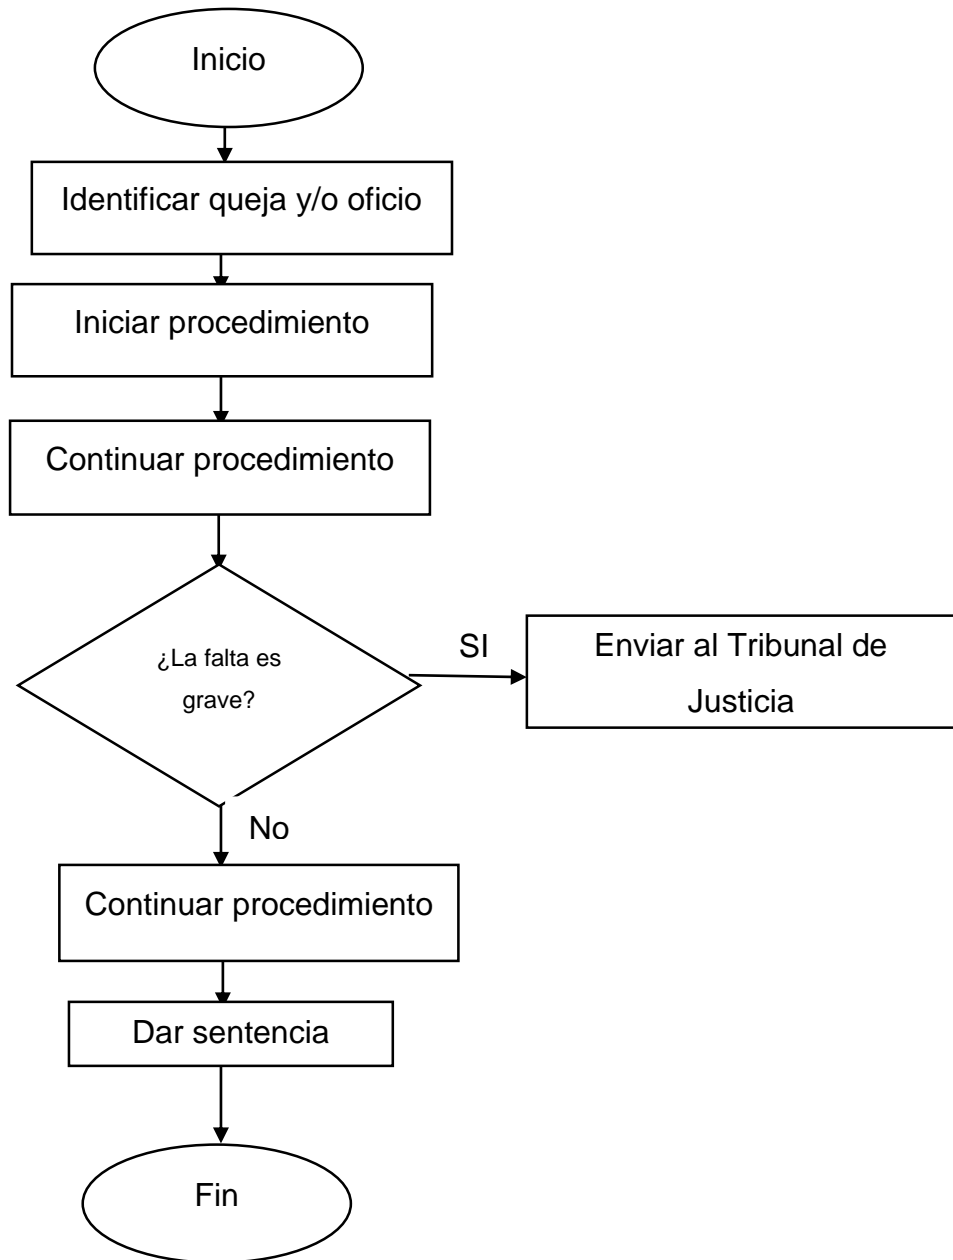 Inicio
Identificar queja y/o oficio
Iniciar procedimiento
Continuar procedimiento
¿La falta es
grave?
SI
Enviar al Tribunal de
Justicia
No
Continuar procedimiento
Dar sentencia
Fin